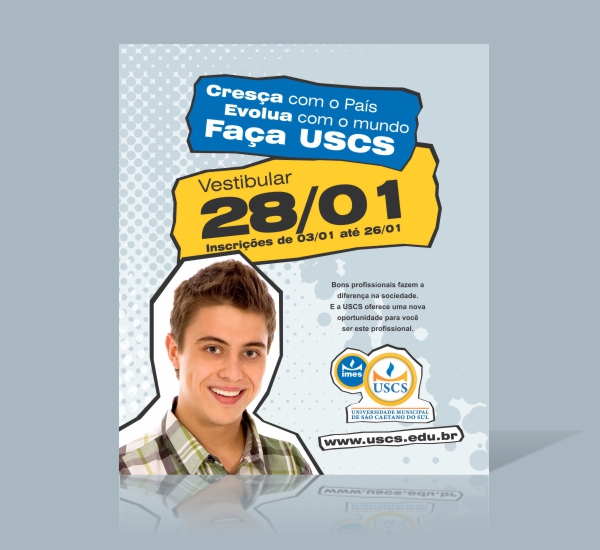 Cresça com o País
Evolua com o mundo
Faça USCS
Vestibular
28/01
Inscrições de 03/01 até 26/01
Bons profissionais fazem a
diferença na sociedade.
E a USCS oferece uma nova
oportunidade para você
ser este profissional.
imes
USCS
UNIVERSIDADE MUNICIPAL
DE SÃO CAETANO DO SUL
www.uscs.edu.br